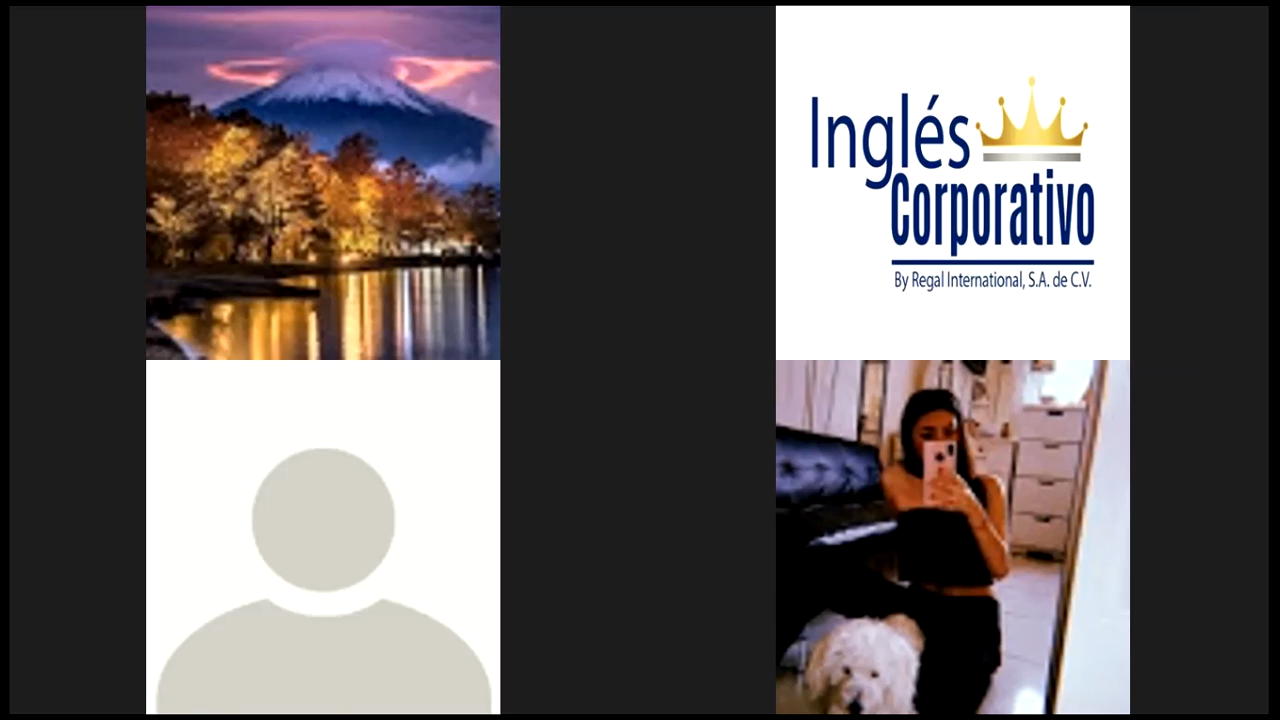 Inglés
Corporativo
By Regal International, S.A. de C.V.